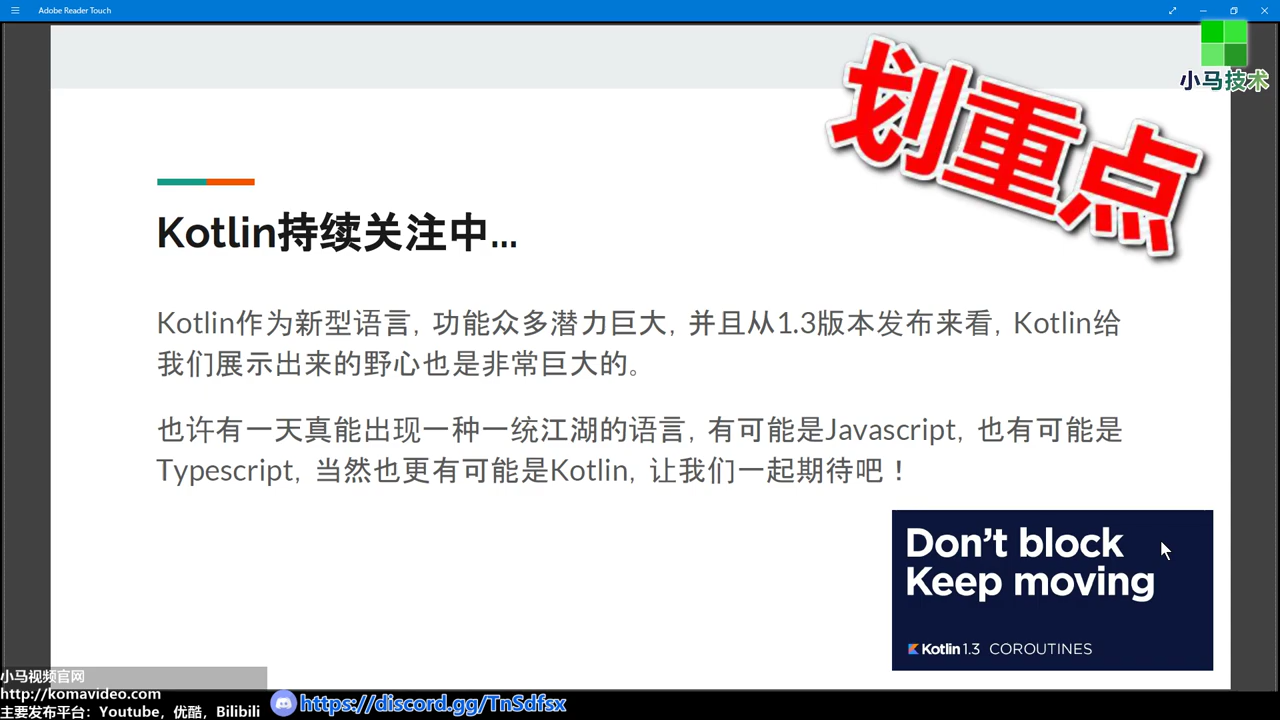 Adobe Reader Touch
划重点
小马技术
Kotlin持续关注中...
Kotlin作为新型语言，功能众多潜力巨大，并且从1.3版本发布来看，Kotlin给
我们展示出来的野心也是非常巨大的。
也许有一天真能出现一种一统江湖的语言，有可能是Javascript，也有可能是
Typescript，当然也更有可能是Kotlin，让我们一起期待吧！
Don't block
Keep moving
Kotlin 1.3 COROUTINES
小马视频官网
http://komavideo.com
主要发布平台：Youtube，优酷，Bilibili
https://discord.gg/TnSdfsx